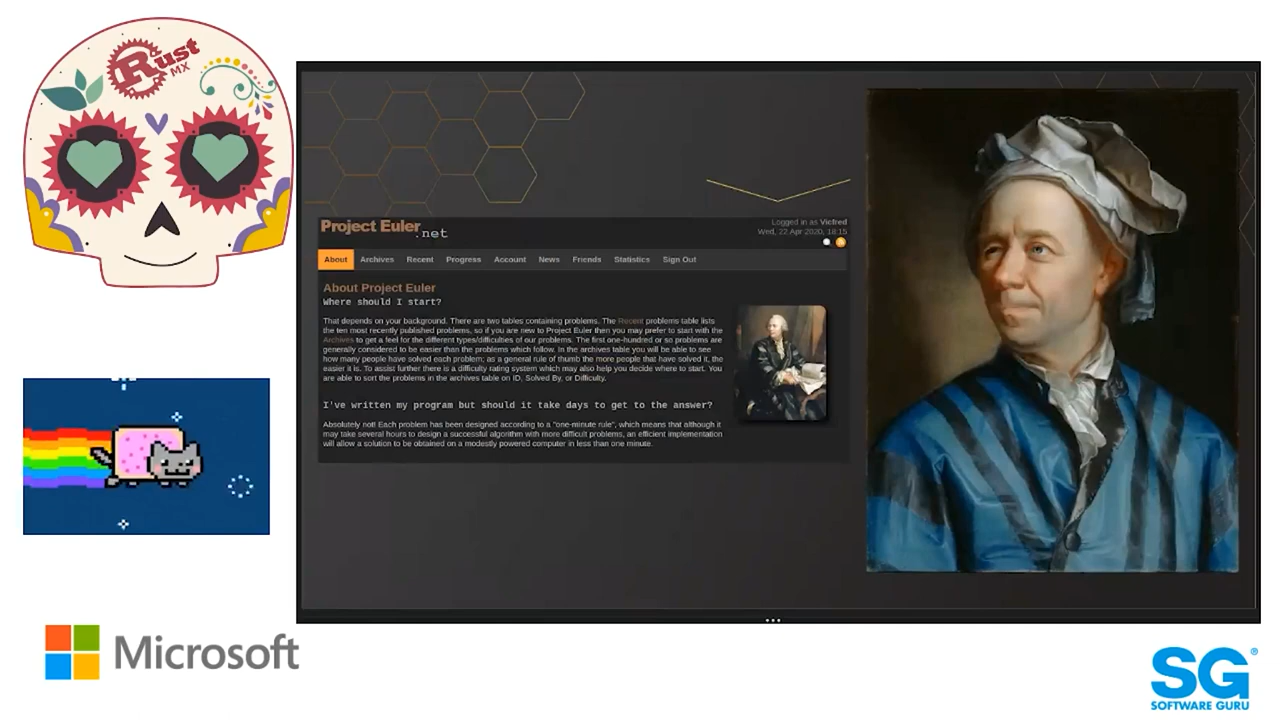 Rust
MX
Project Euler
.net
Logged in as Vicfred
Wed, 22 Apr 2020, 18:15
About Archives Recent Progress Account News Friends Statistics Sign Out
About Project Euler
Where should I start?
That depends on your background. There are two tables containing problems. The Recent problems table lists
the ten most recently published problems, so if you are new to Project Euler then you may prefer to start with the
Archives to get a feel for the different types/difficulties of our problems. The first one-hundred or so problems are
generally considered to be easier than the problems which follow. In the archives table you will be able to see
how many people have solved each problem; as a general rule of thumb the more people that have solved it, the
easier it is. To assist further there is a difficulty rating system which may also help you decide where to start. You
are able to sort the problems in the archives table on ID, Solved By, or Difficulty.
I've written my program but should it take days to get to the answer?
Absolutely not! Each problem has been designed according to a "one-minute rule", which means that although it
may take several hours to design a successful algorithm with more difficult problems, an efficient implementation
will allow a solution to be obtained on a modestly powered computer in less than one minute.
Microsoft
SG®
SOFTWARE GURU